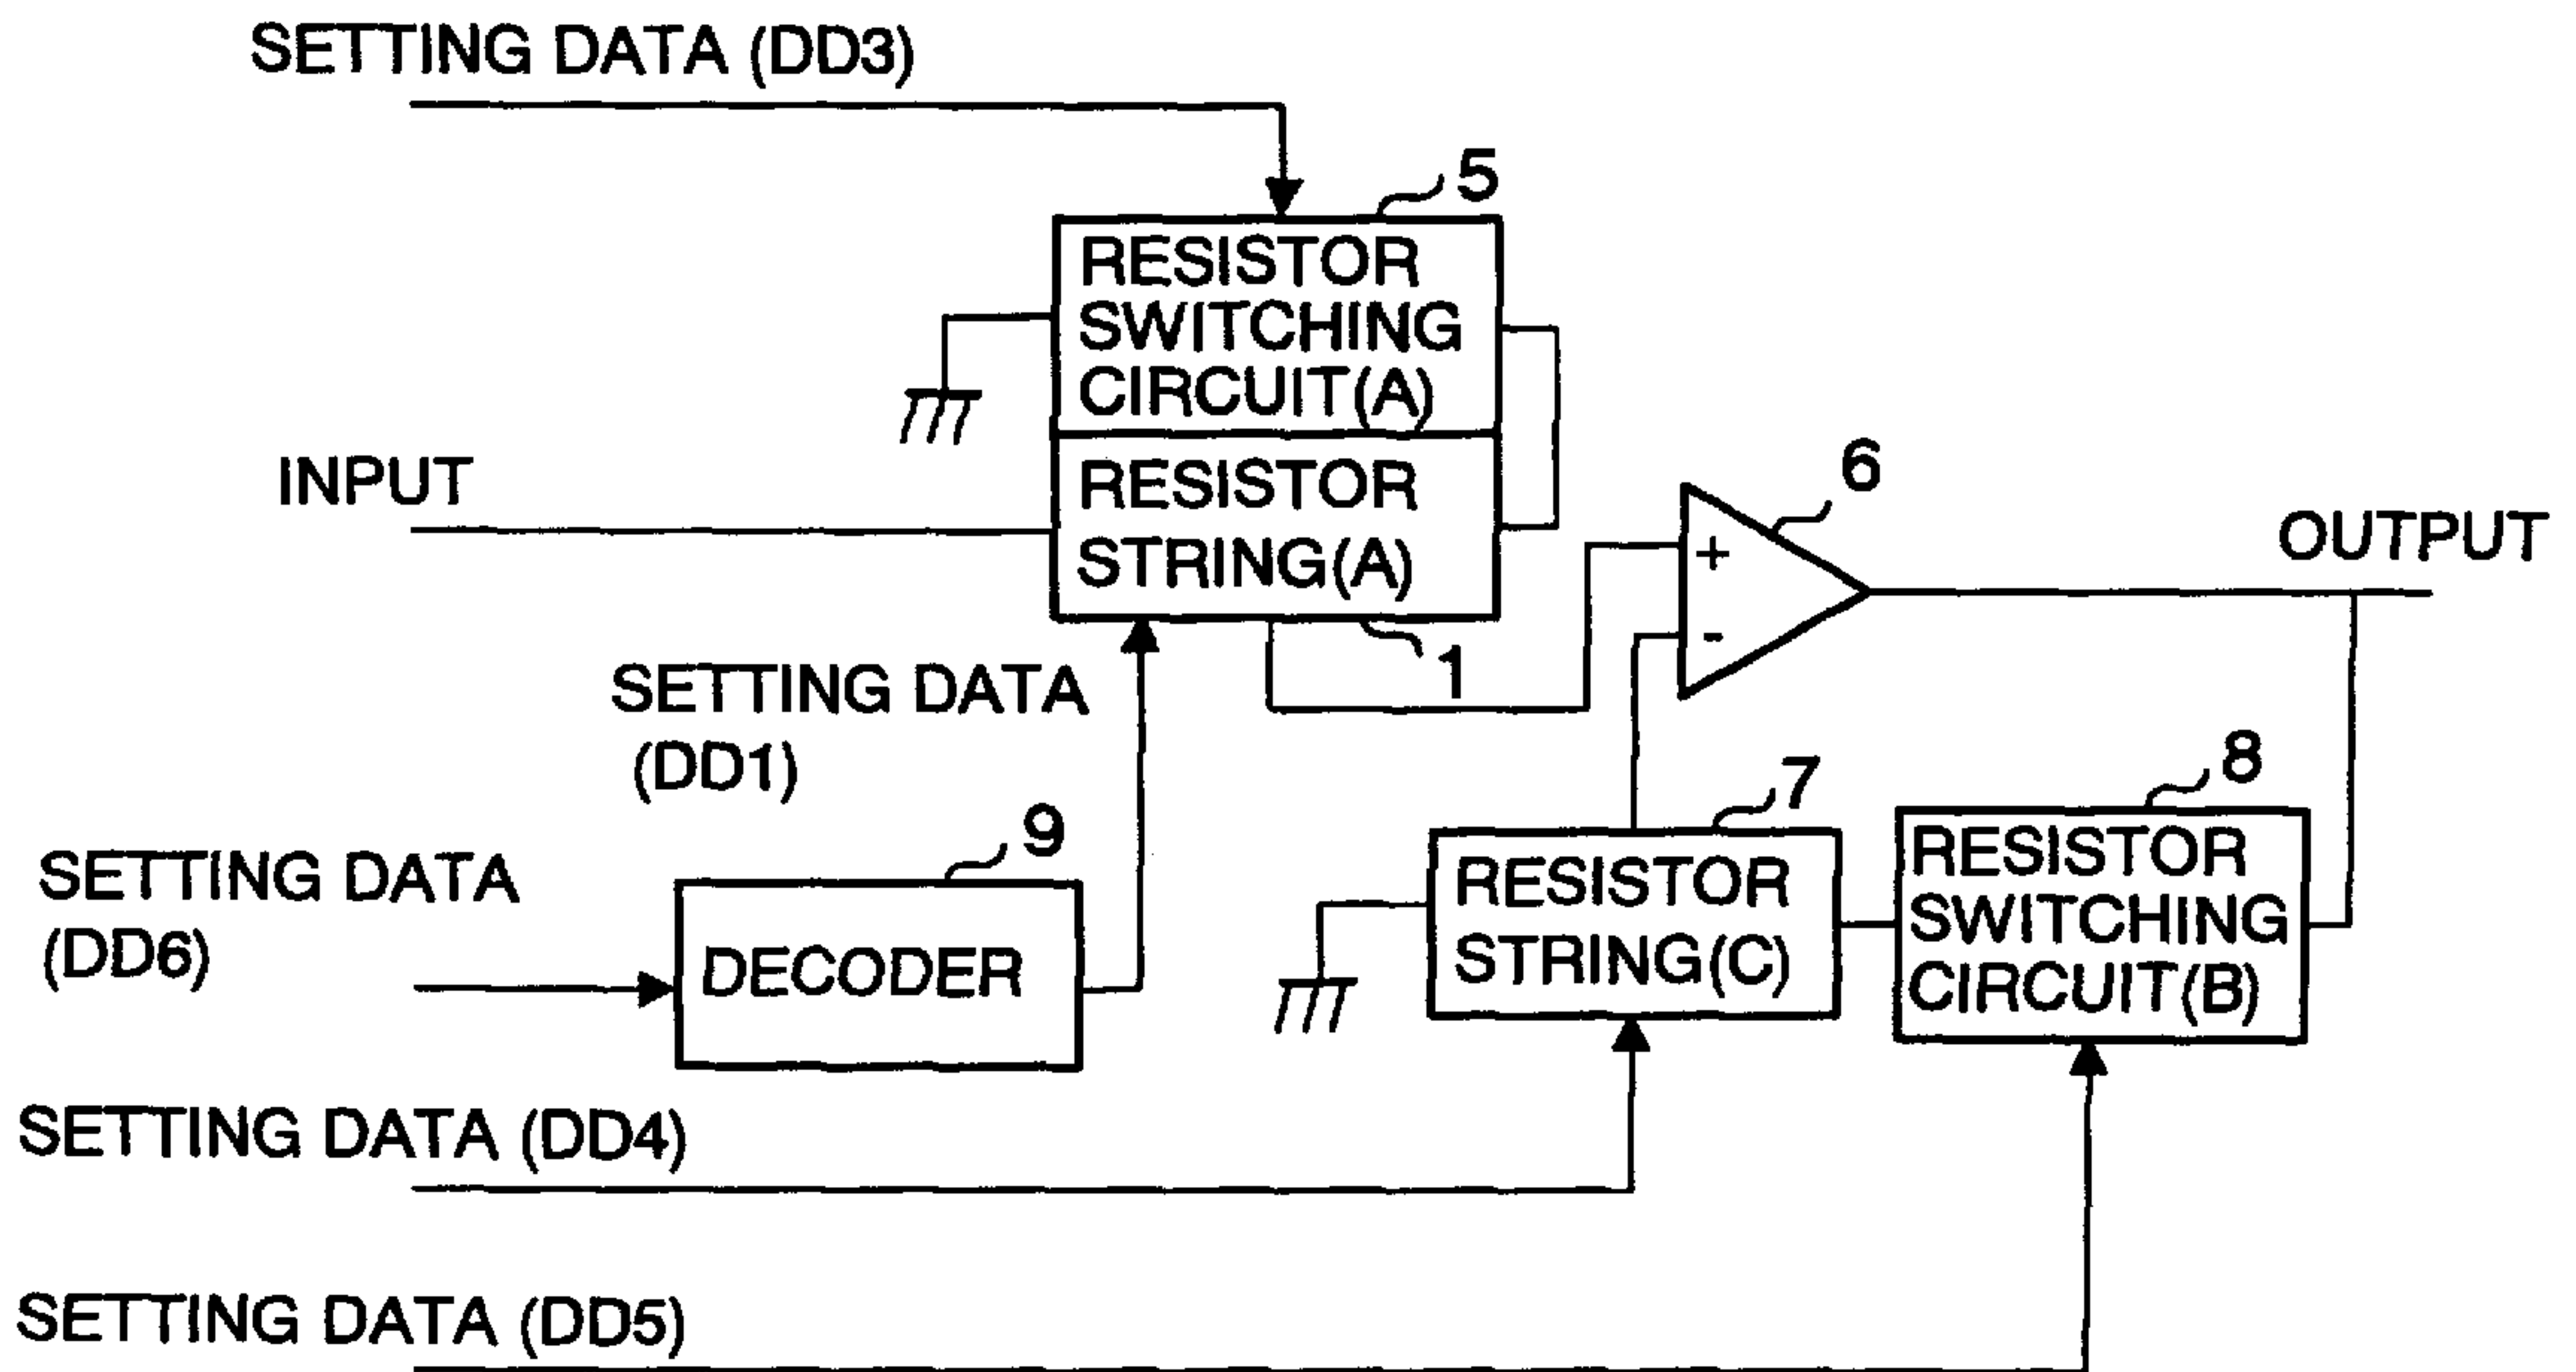 SETTING DATA (DD3)
5
RESISTOR
SWITCHING
CIRCUIT(A)
INPUT
RESISTOR
STRING(A)
6
+
-
OUTPUT
1
SETTING DATA
(DD1)
7
8
9
SETTING DATA
(DD6)
DECODER
RESISTOR
STRING(C)
RESISTOR
SWITCHING
CIRCUIT(B)
SETTING DATA (DD4)
SETTING DATA (DD5)